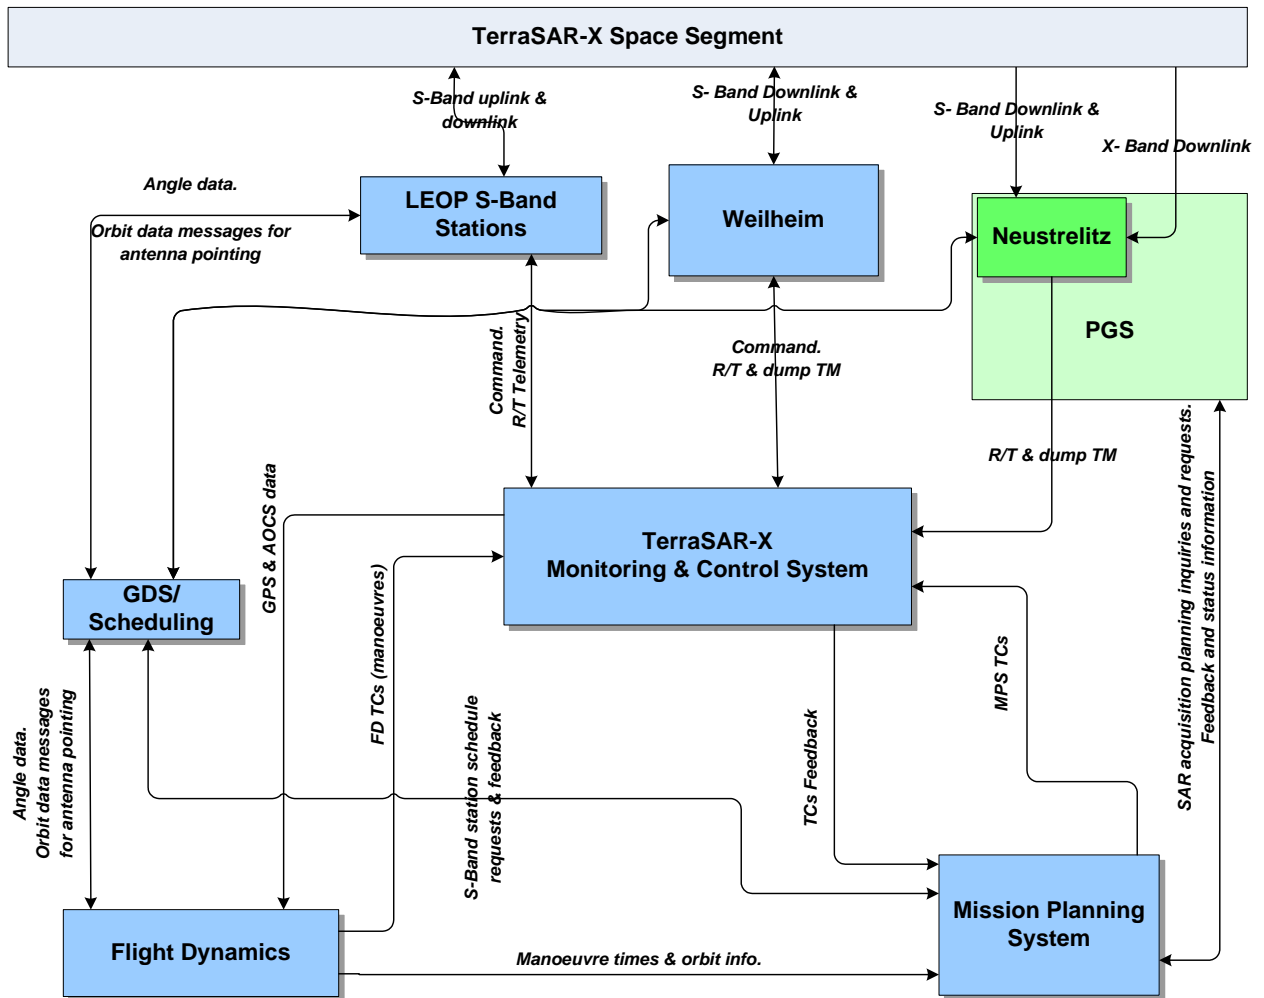 TerraSAR-X Space Segment
S-Band uplink &
downlink
S- Band Downlink &
Uplink
S- Band Downlink &
Uplink
X- Band Downlink
Angle data.
Orbit data messages for
antenna pointing
LEOP S-Band
Stations
Weilheim
Neustrelitz
PGS
Command.
R/T Telemetry
Command.
R/T & dump TM
R/T & dump TM
SAR acquisition planning inquiries and requests.
Feedback and status information
GPS & AOCS data
TerraSAR-X
Monitoring & Control System
GDS/
Scheduling
FD TCs (manoeuvres)
MPS TCs
Angle data.
Orbit data messages
for antenna pointing
S-Band station schedule
requests & feedback
TCs Feedback
Flight Dynamics
Manoeuvre times & orbit info.
Mission Planning
System